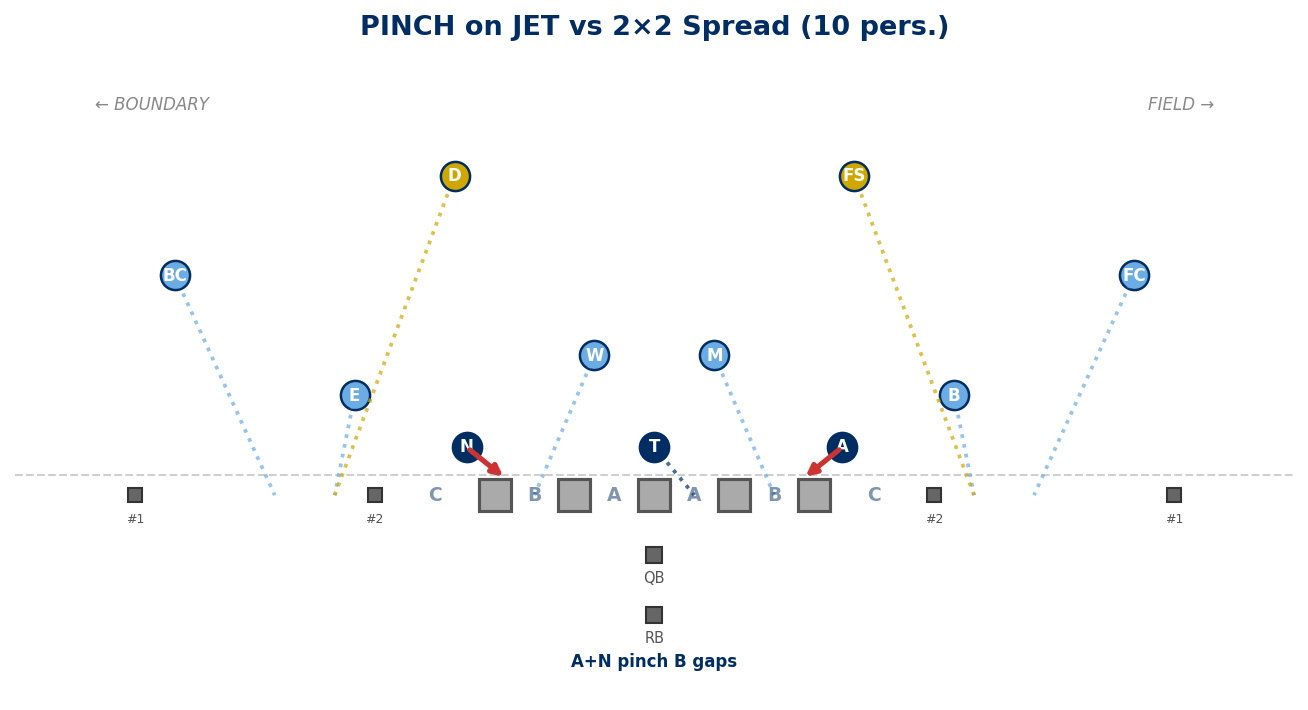 PINCH on JET vs 2×2 Spread (10 pers.)
← BOUNDARY
FIELD →
D
FS
BC
FC
W
M
E
B
N
T
A
C
B
A
A
B
C
#1
#2
#2
#1
QB
RB
A+N pinch B gaps